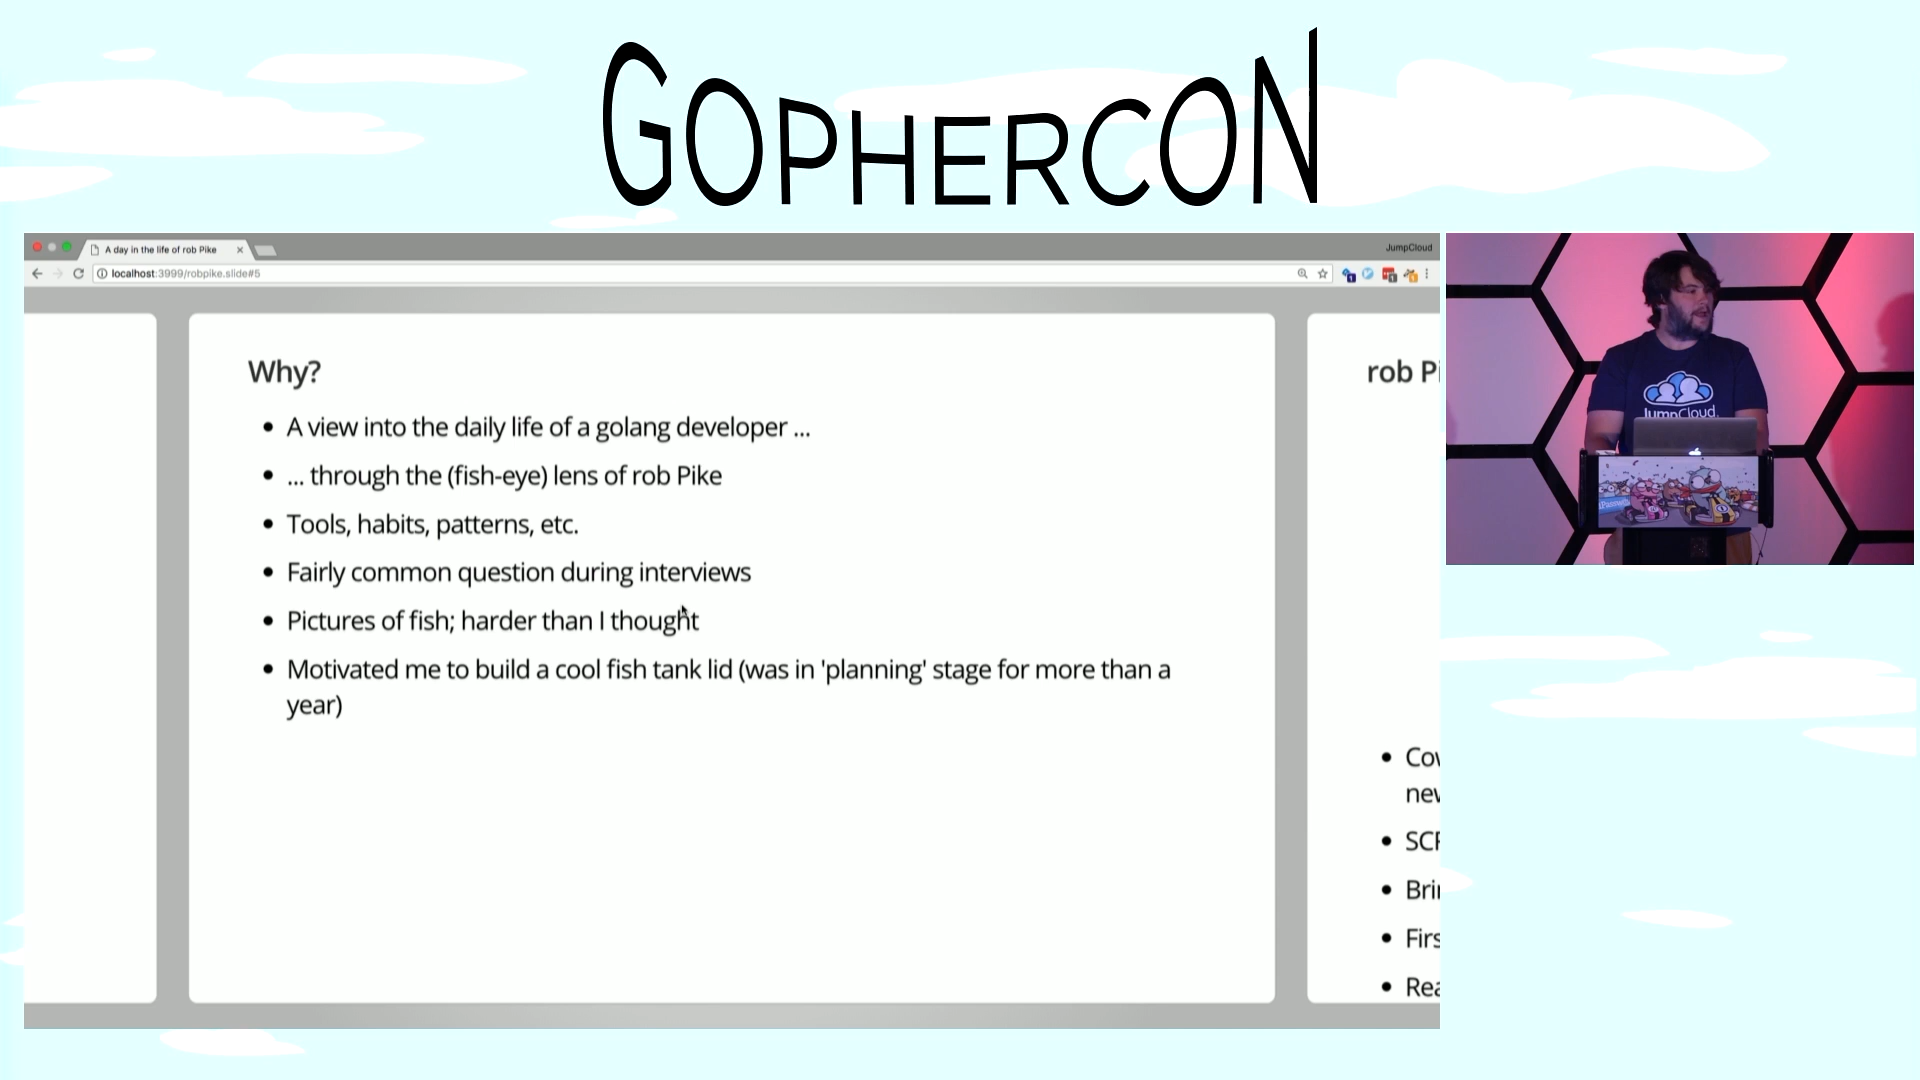 GOPHERCON
A day in the life of rob Pike
JumpCloud
localhost:3999/robpike.slide#5
Why?
• A view into the daily life of a golang developer ...
• ... through the (fish-eye) lens of rob Pike
• Tools, habits, patterns, etc.
• Fairly common question during interviews
• Pictures of fish; harder than I thought
• Motivated me to build a cool fish tank lid (was in 'planning' stage for more than a
year)
rob Pi
JumpCloud.